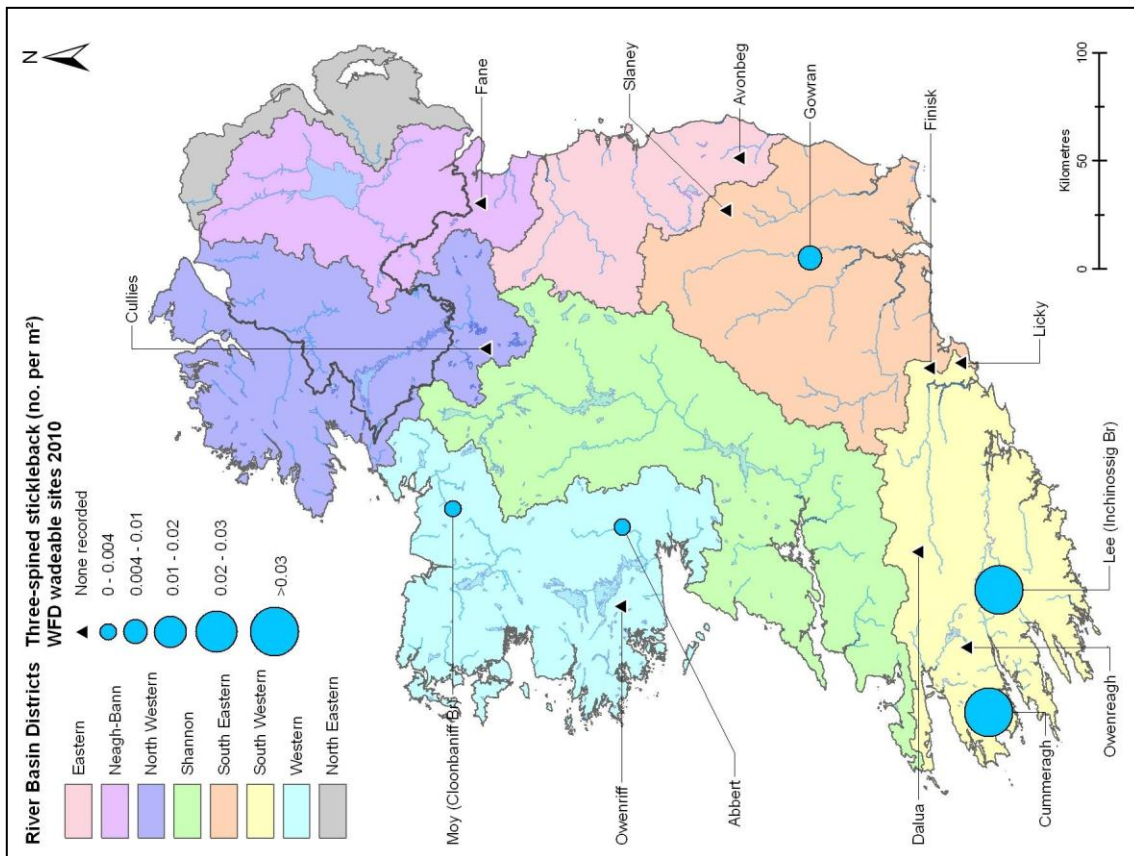 River Basin Districts
Eastern
Neagh-Bann
North Western
Shannon
South Eastern
South Western
Western
North Eastern
Three-spined stickleback (no. per m²)
WFD wadeable sites 2010
None recorded
0 - 0.004
0.004 - 0.01
0.01 - 0.02
0.02 - 0.03
>0.03
N
Cullies
Fane
Slaney
Avonbeg
Gowran
Finisk
Licky
Moy (Cloonbaniff Br)
Owenriff
Abbert
Dalua
Cummeragh
Owenreagh
Lee (Inchinossig Br)
0
50
100
Kilometres